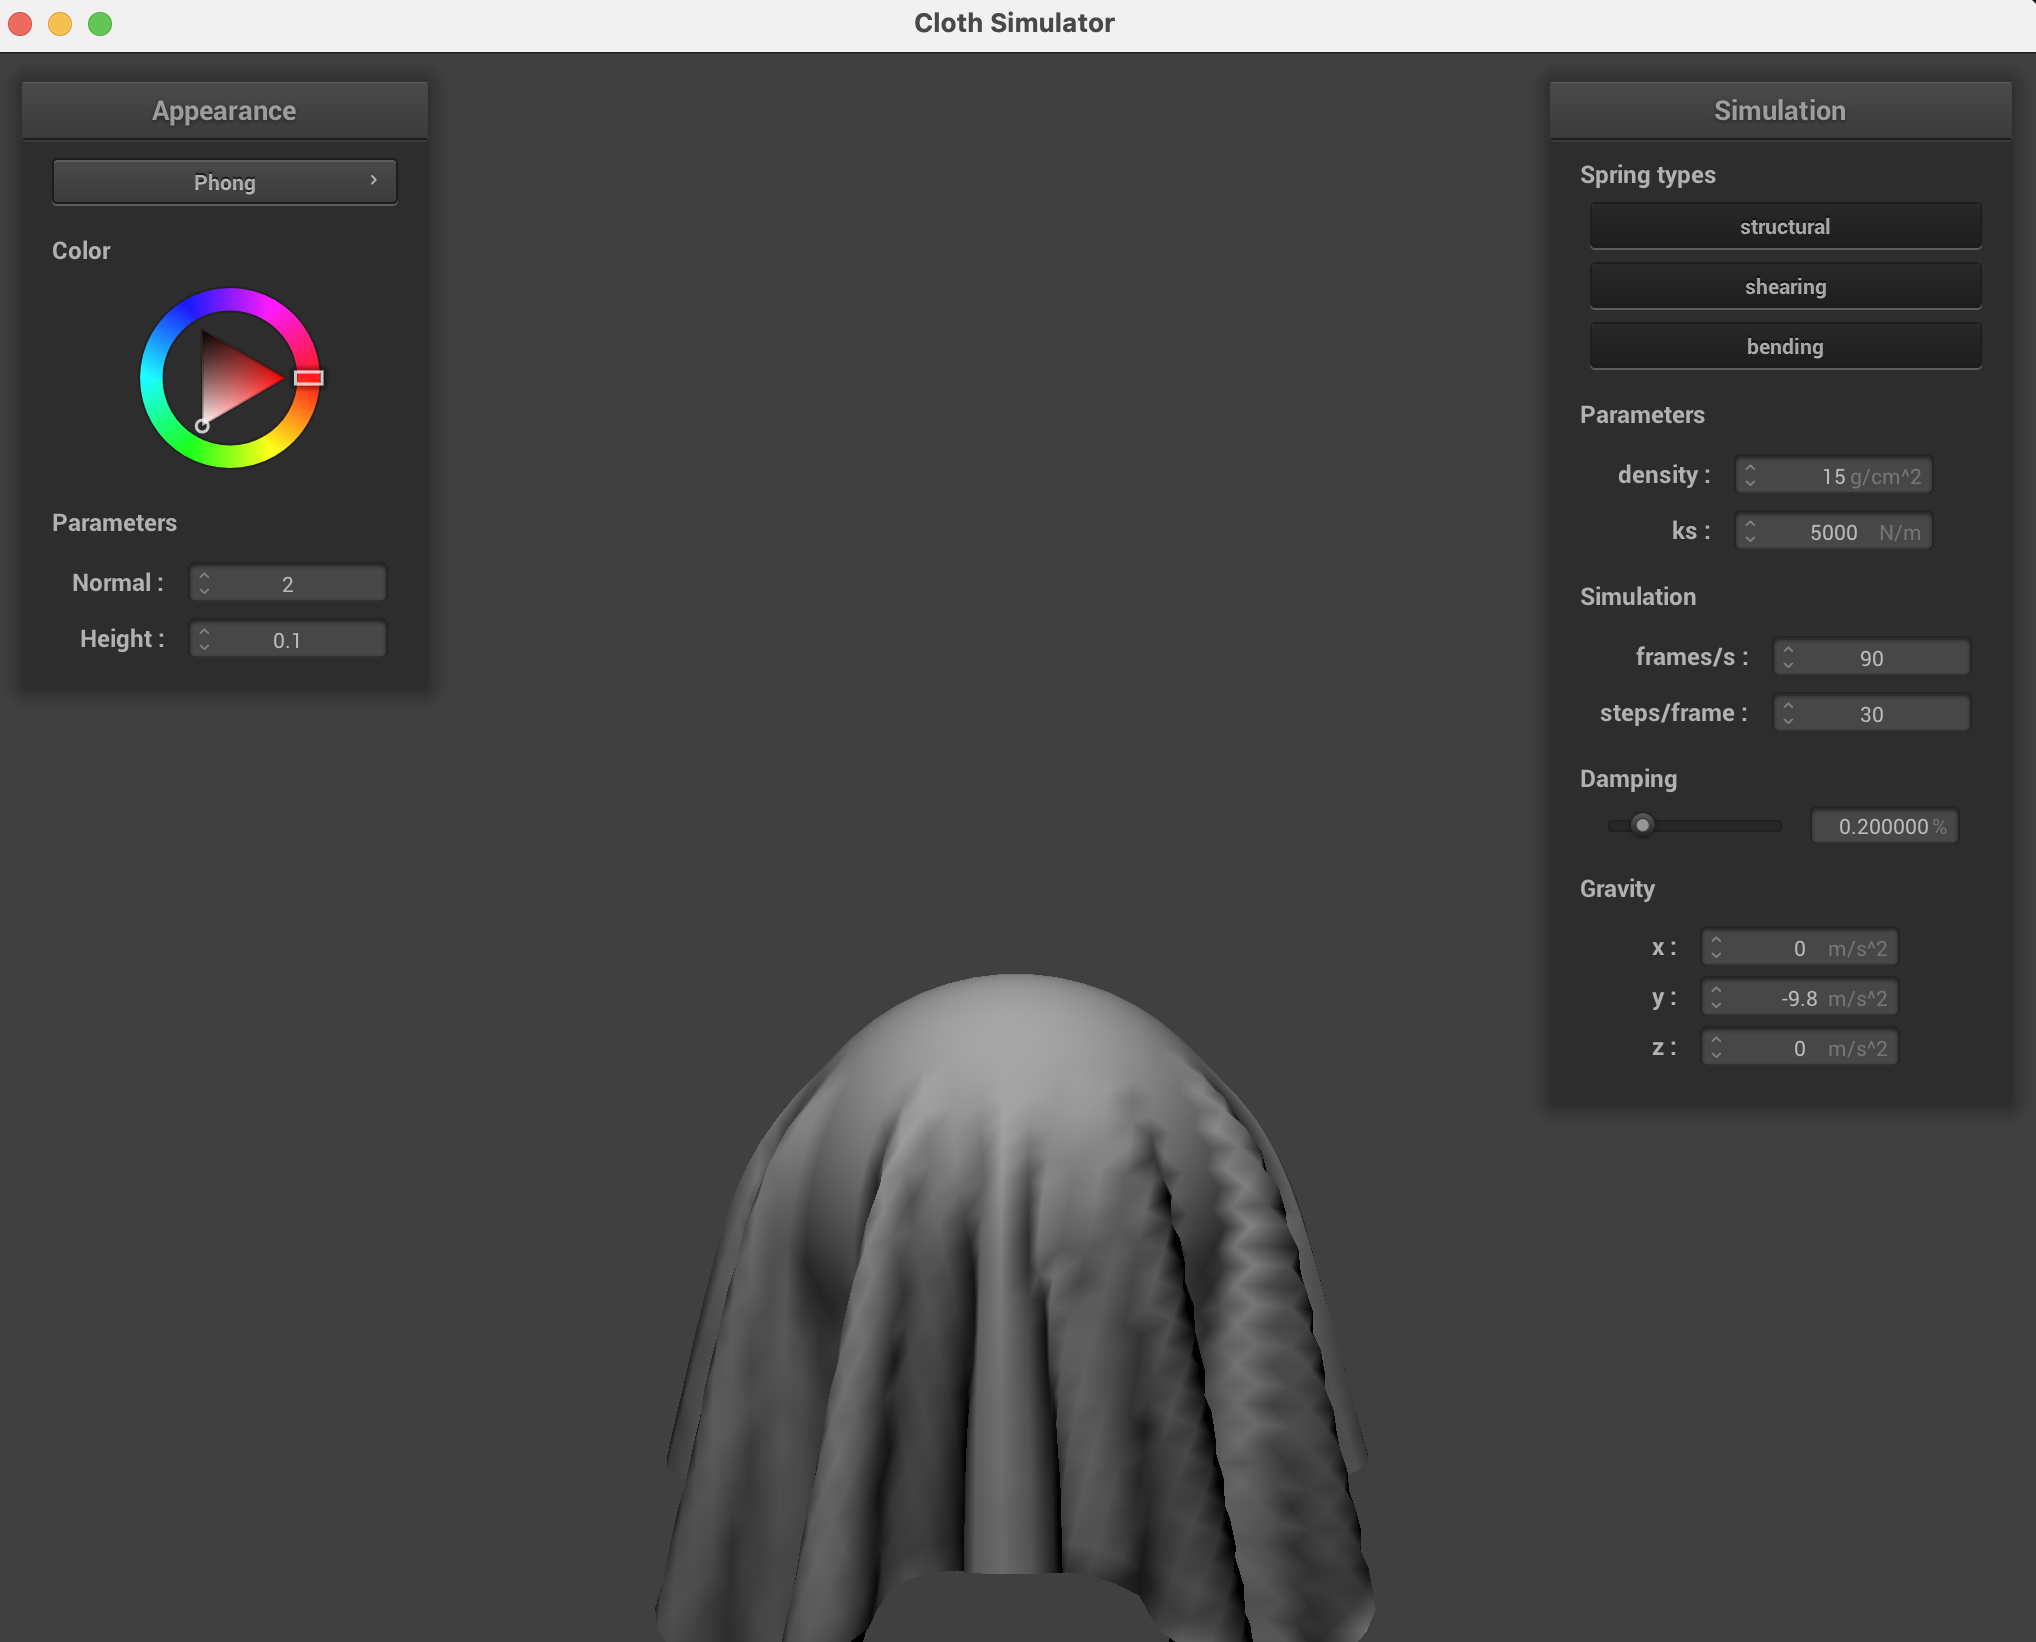 Cloth Simulator
Appearance
Phong
Color
Parameters
Normal : 2
Height : 0.1
Simulation
Spring types
structural
shearing
bending
Parameters
density : 15 g/cm^2
ks : 5000 N/m
Simulation
frames/s : 90
steps/frame : 30
Damping
0.200000 %
Gravity
x : 0 m/s^2
y : -9.8 m/s^2
z : 0 m/s^2